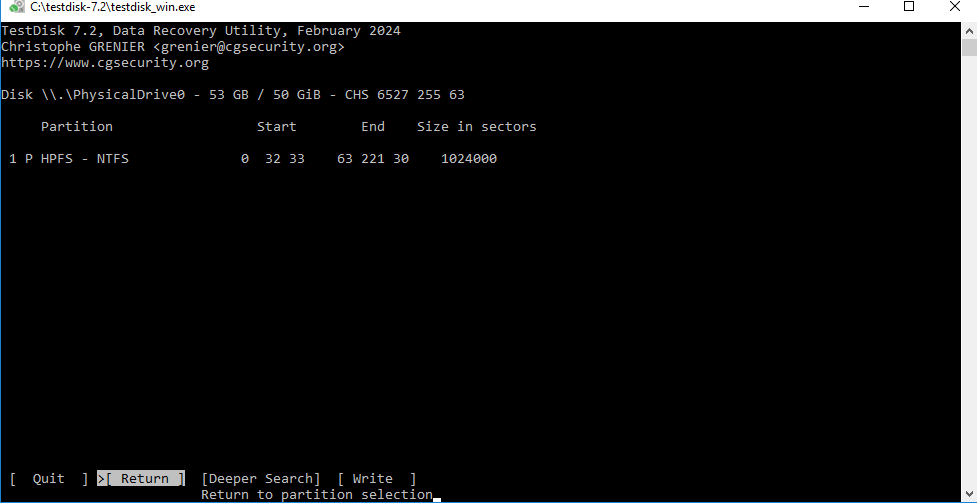 C:\testdisk-7.2\testdisk_win.exe
TestDisk 7.2, Data Recovery Utility, February 2024
Christophe GRENIER <grenier@cgsecurity.org>
https://www.cgsecurity.org
Disk \\.\PhysicalDrive0 - 53 GB / 50 GiB - CHS 6527 255 63
Partition Start End Size in sectors
1 P HPFS - NTFS 0 32 33 63 221 30 1024000
[ Quit ] >[ Return ] [Deeper Search] [ Write ]
Return to partition selection